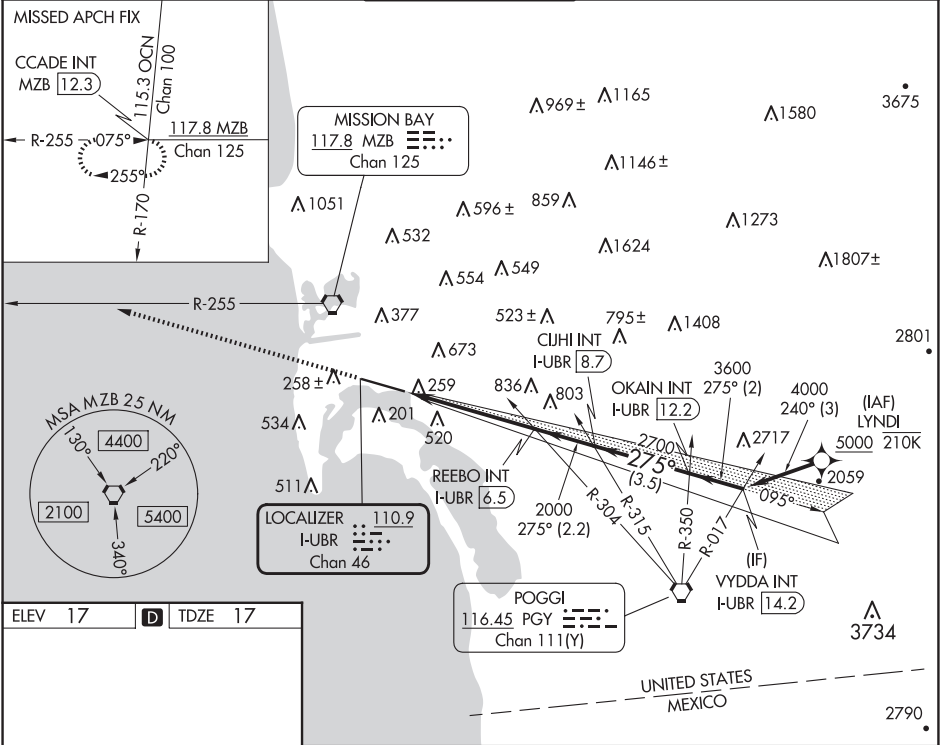 MISSED APCH FIX
CCADE INT
MZB 12.3
115.3 OCN
Chan 100
R-255
075°
117.8 MZB
Chan 125
255°
R-170
MISSION BAY
117.8 MZB
Chan 125
969 ±
1165
1580
3675
1146 ±
1051
596 ±
859
1273
532
1624
1807±
554
549
R-255
377
523 ±
795±
1408
2801
673
CIJHI INT
I-UBR 8.7
OKAIN INT
I-UBR 12.2
3600
275° (2)
4000
240° (3)
(IAF)
LYNDI
5000 210K
258 ±
259
836
803
2717
2059
534
201
520
2700
275°
(3.5)
095°
511
REEBO INT
I-UBR 6.5
2000
275° (2.2)
R-304
R-315
R-350
R-017
(IF)
VYDDA INT
I-UBR 14.2
MSA MZB 25 NM
130°
4400
220°
2100
5400
340°
LOCALIZER 110.9
I-UBR
Chan 46
POGGI
116.45 PGY
Chan 111(Y)
3734
ELEV 17 D TDZE 17
UNITED STATES
MEXICO
2790